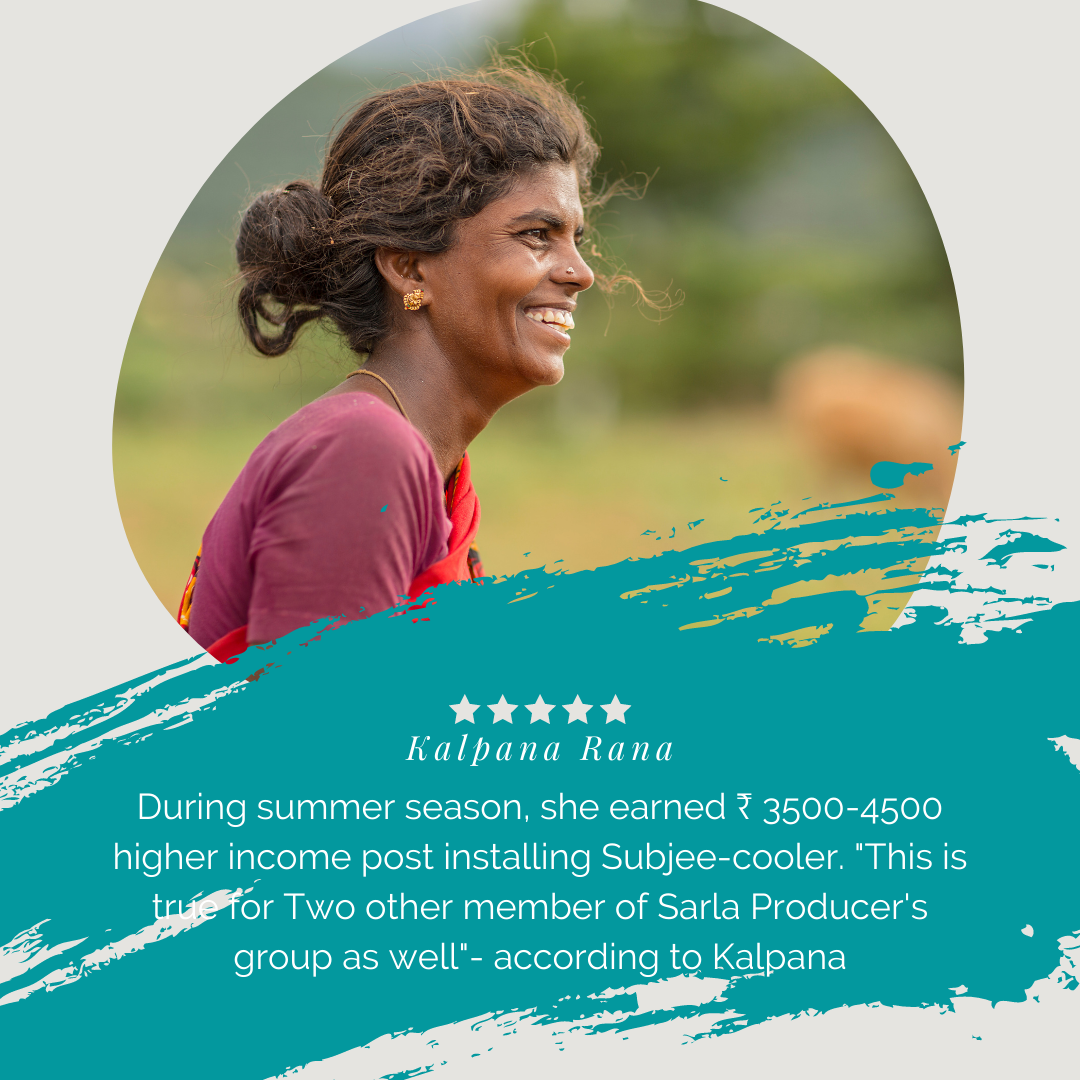 Kalpana Rana
During summer season, she earned ₹ 3500-4500
higher income post installing Subjee-cooler. "This is
true for Two other member of Sarla Producer's
group as well"- according to Kalpana